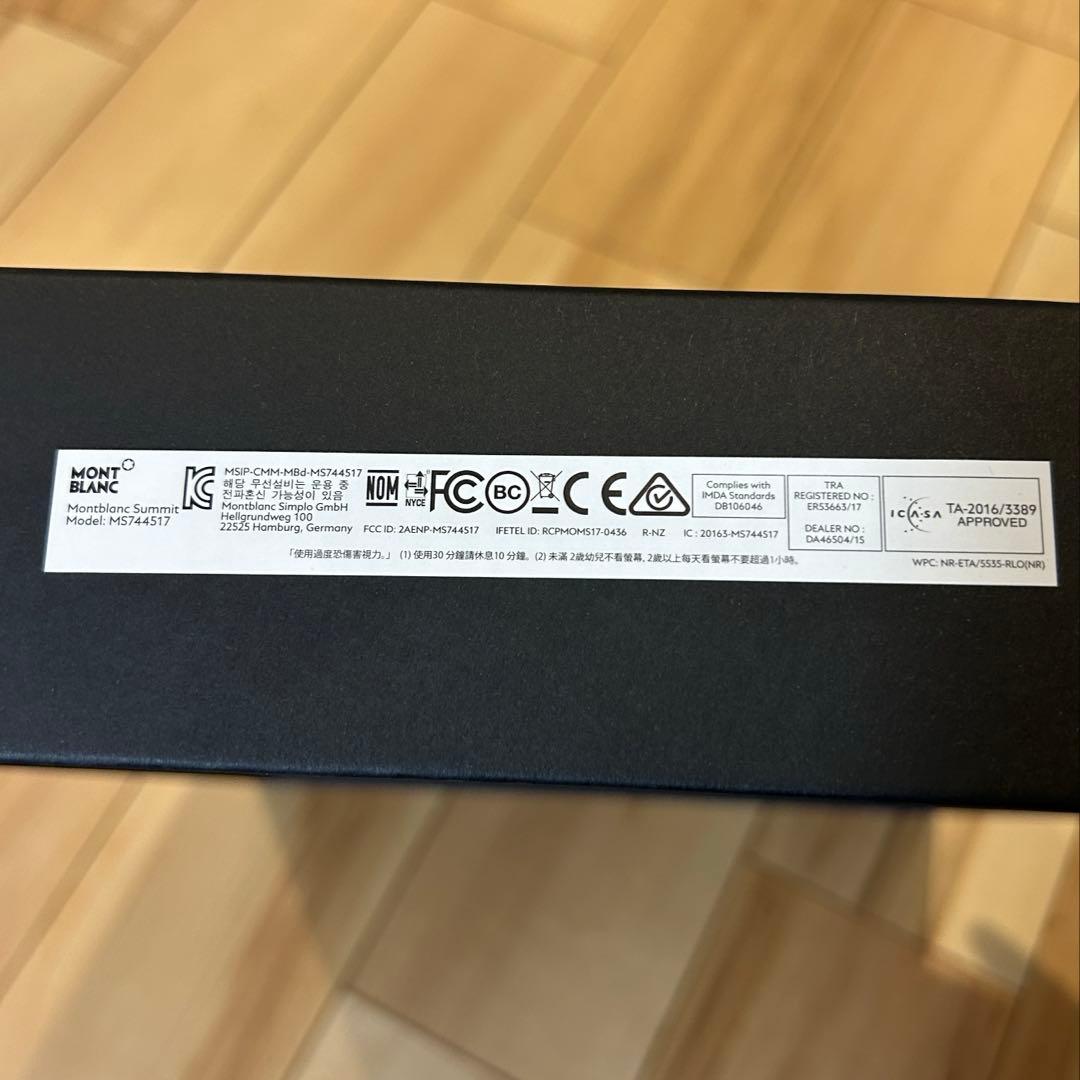 MONT
BLANC
Montblanc Summit
Model: MS744517
MSIP-CMM-MBd-MS744517
해당 무선설비는 운용 중
전파혼신 가능성이 있음
Montblanc Simplo GmbH
Hellgrundweg 100
22525 Hamburg, Germany
NOM
NYCE
FC
BC
CE
FCC ID: 2AENP-MS744517
IFETEL ID: RCPMOMS17-0436
R-NZ
IC : 20163-MS744517
Complies with
IMDA Standards
DB106046
TRA
REGISTERED NO :
ER53663/17
DEALER NO :
DA46504/15
ICASA
TA-2016/3389
APPROVED
「使用過度恐傷害視力。」 (1) 使用30 分鐘請休息10 分鐘。(2) 未滿 2歲幼兒不看螢幕, 2歲以上每天看螢幕不要超過1小時。
WPC: NR-ETA/5535-RLO(NR)